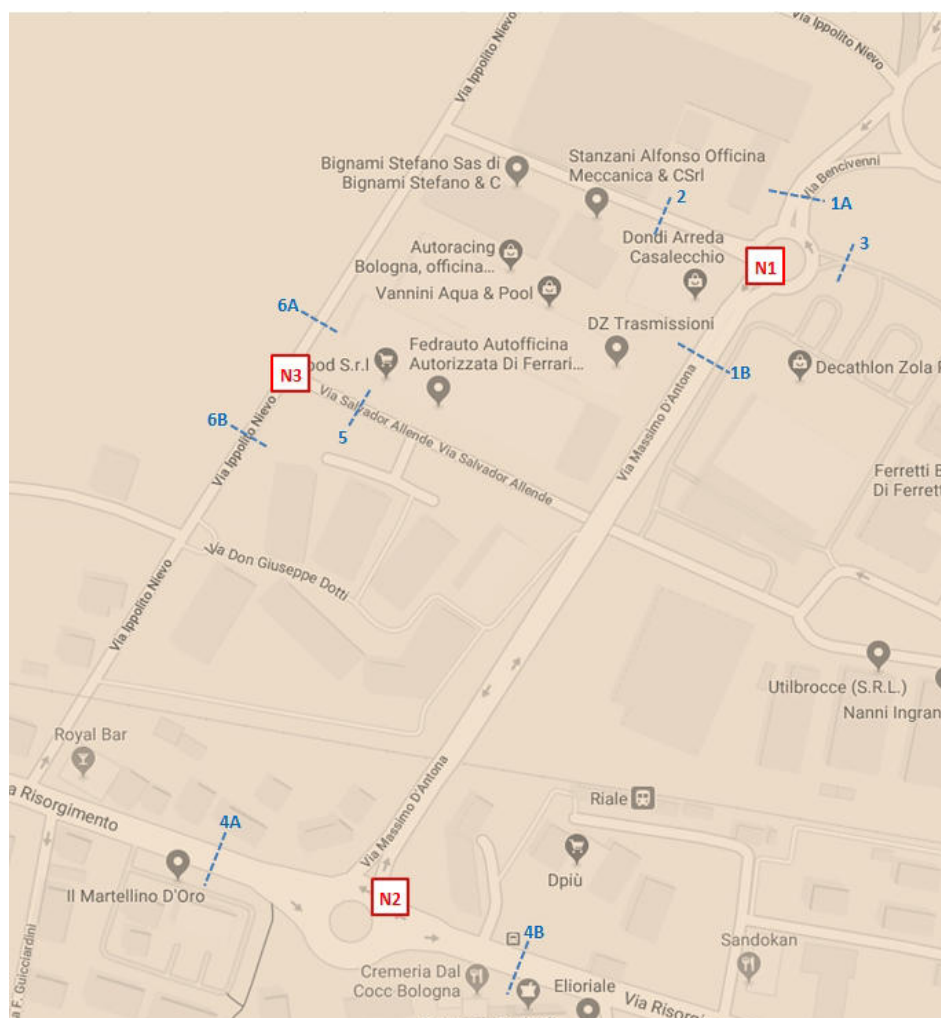 Via Ippolito Nievo
Via Ippolito Nievo
Bignami Stefano Sas di
Bignami Stefano & C
Stanzani Alfonso Officina
Meccanica & CSrl
Via Bencivenni
2
1A
3
Dondi Arreda
Casalecchio
N1
Autoracing
Bologna, officina...
Vannini Aqua & Pool
DZ Trasmissioni
6A
ood S.r.l
Fedrauto Autofficina
Autorizzata Di Ferrari...
N3
1B
Decathlon Zola
6B
5
Via Salvador Allende
Via Salvador Allende
Via Massimo D'Antona
Via Ippolito Nievo
Ferretti
Di Ferrett
Via Don Giuseppe Dotti
Via Ippolito Nievo
Utilbrocce (S.R.L.)
Nanni Ingran
Royal Bar
Riale
a Risorgimento
4A
Via Massimo D'Antona
Il Martellino D'Oro
Dpiù
N2
4B
Sandokan
Via F. Guicciardini
Cremeria Dal
Cocc Bologna
Elioriale
Via Risorg